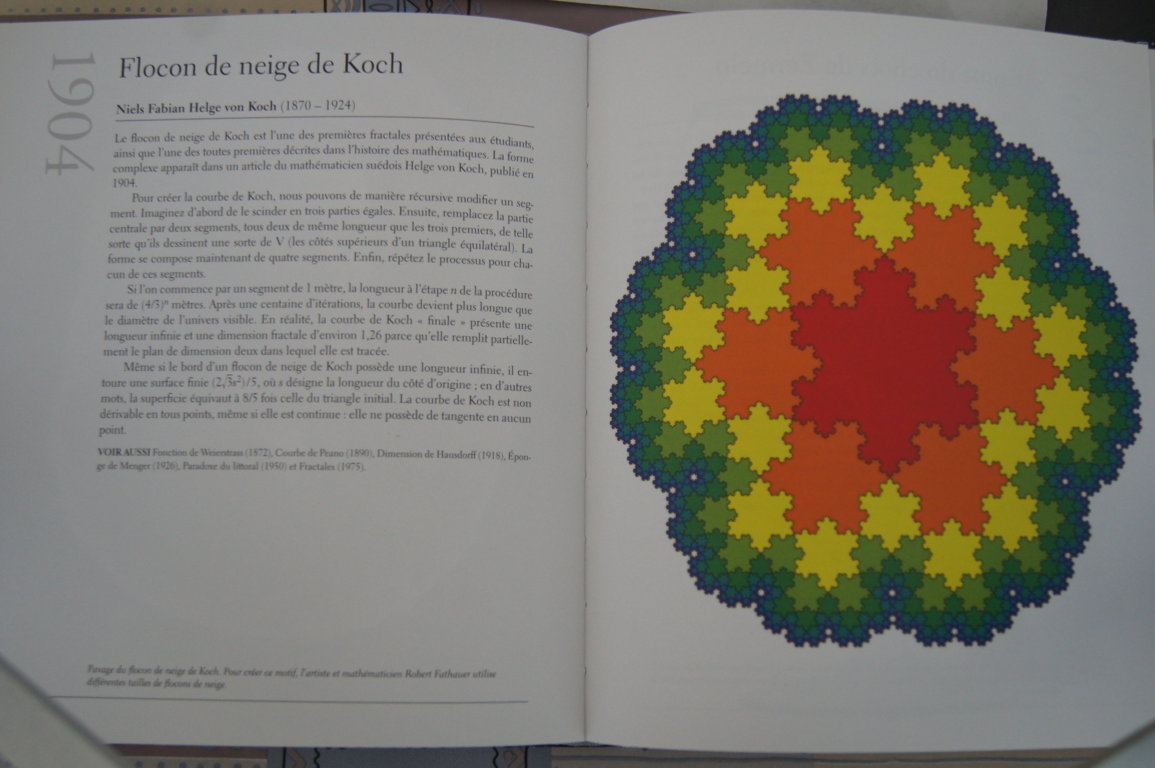 1904
Flocon de neige de Koch
Niels Fabian Helge von Koch (1870 – 1924)
Le flocon de neige de Koch est l'une des premières fractales présentées aux étudiants,
ainsi que l'une des toutes premières décrites dans l'histoire des mathématiques. La forme
complexe apparaît dans un article du mathématicien suédois Helge von Koch, publié en
1904.
Pour créer la courbe de Koch, nous pouvons de manière récursive modifier un seg-
ment. Imaginez d'abord de le scinder en trois parties égales. Ensuite, remplacez la partie
centrale par deux segments, tous deux de même longueur que les trois premiers, de telle
sorte qu'ils dessinent une sorte de V (les côtés supérieurs d'un triangle équilatéral). La
forme se compose maintenant de quatre segments. Enfin, répétez le processus pour cha-
cun de ces segments.
Si l'on commence par un segment de 1 mètre, la longueur à l'étape n de la procédure
sera de (4/3)ⁿ mètres. Après une centaine d'itérations, la courbe devient plus longue que
le diamètre de l'univers visible. En réalité, la courbe de Koch « finale » présente une
longueur infinie et une dimension fractale d'environ 1,26 parce qu'elle remplit partielle-
ment le plan de dimension deux dans lequel elle est tracée.
Même si le bord d'un flocon de neige de Koch possède une longueur infinie, il en-
toure une surface finie (2√3s²)/5, où s désigne la longueur du côté d'origine ; en d'autres
mots, la superficie équivaut à 8/5 fois celle du triangle initial. La courbe de Koch est non
dérivable en tous points, même si elle est continue : elle ne possède de tangente en aucun
point.
VOIR AUSSI Fonction de Weierstrass (1872), Courbe de Peano (1890), Dimension de Hausdorff (1918), Épon-
ge de Menger (1926), Paradoxe du littoral (1950) et Fractales (1975).
Pavage du flocon de neige de Koch. Pour créer ce motif, l'artiste et mathématicien Robert Fathauer utilise
différentes tailles de flocons de neige.